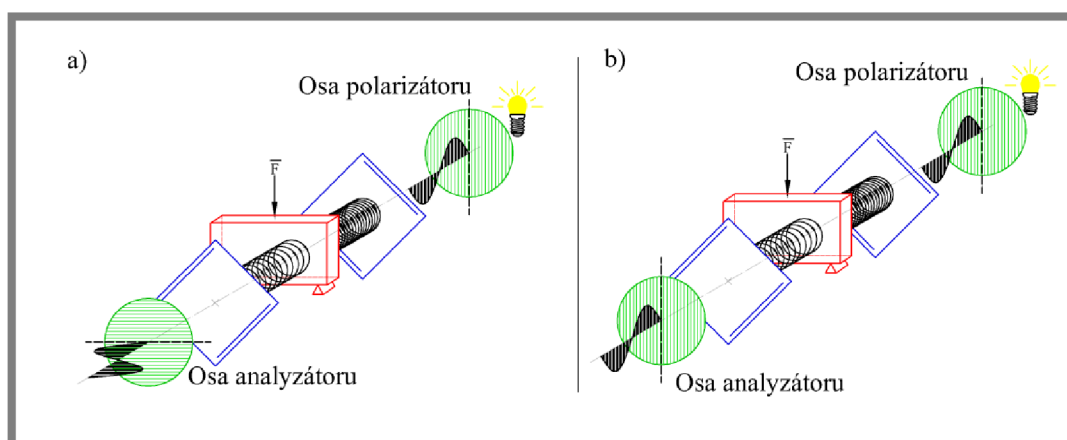 a)
Osa polarizátoru
F
Osa analyzátoru
b)
Osa polarizátoru
F
Osa analyzátoru